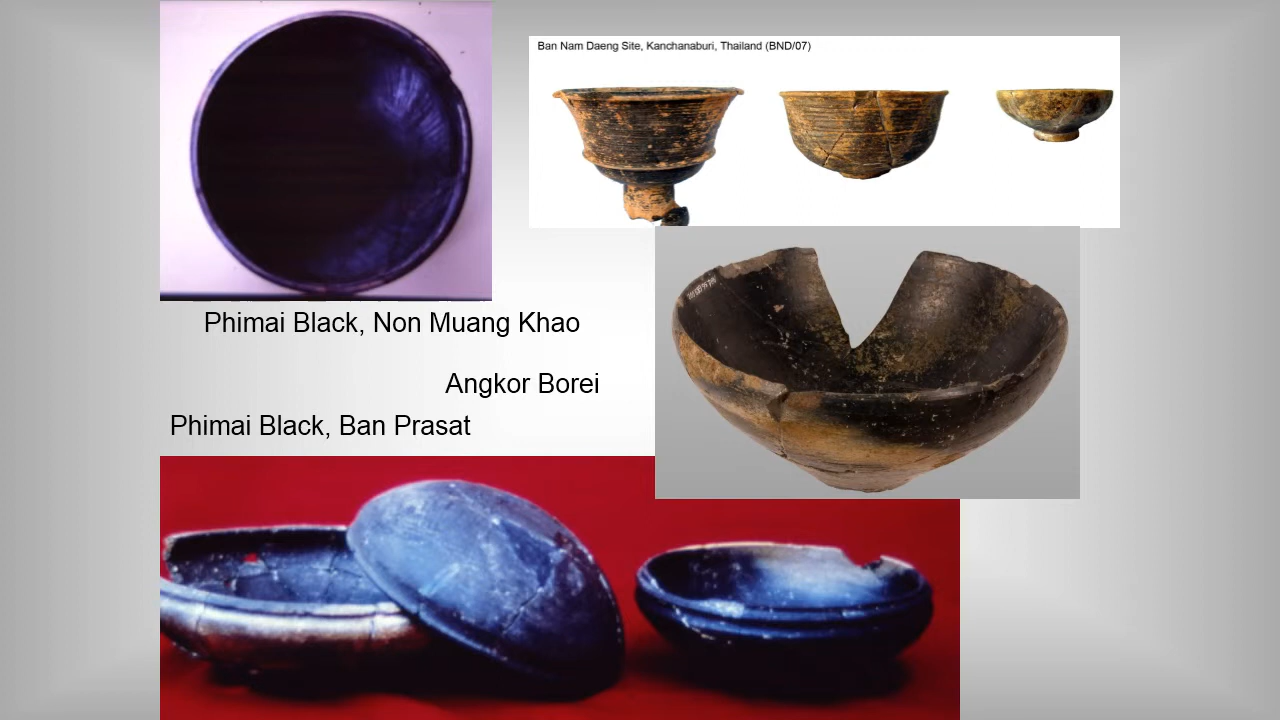 Ban Nam Daeng Site, Kanchanaburi, Thailand (BND/07)
Phimai Black, Non Muang Khao
Angkor Borei
Phimai Black, Ban Prasat